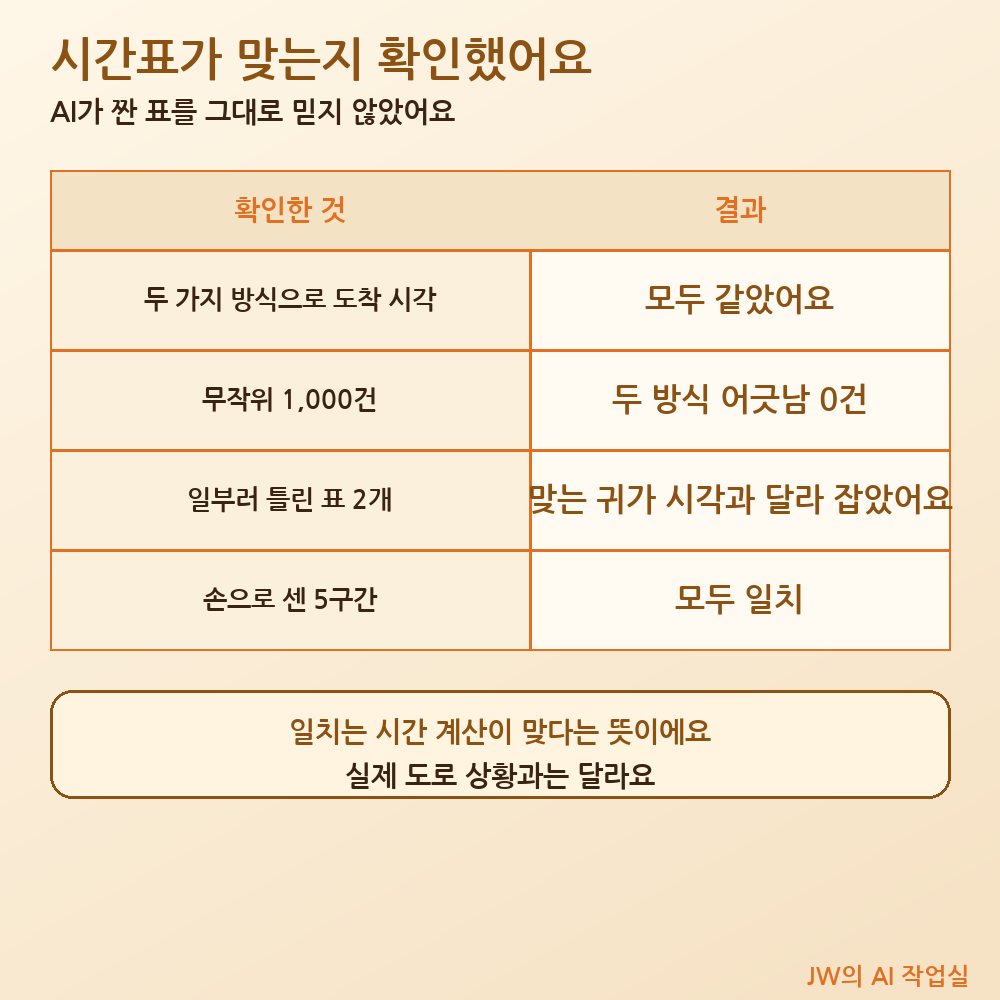 시간표가 맞는지 확인했어요
AI가 짠 표를 그대로 믿지 않았어요
확인한 것 결과
두 가지 방식으로 도착 시각 모두 같았어요
무작위 1,000건 두 방식 어긋남 0건
일부러 틀린 표 2개 맞는 귀가 시각과 달라 잡았어요
손으로 센 5구간 모두 일치
일치는 시간 계산이 맞다는 뜻이에요
실제 도로 상황과는 달라요
JW의 AI 작업실